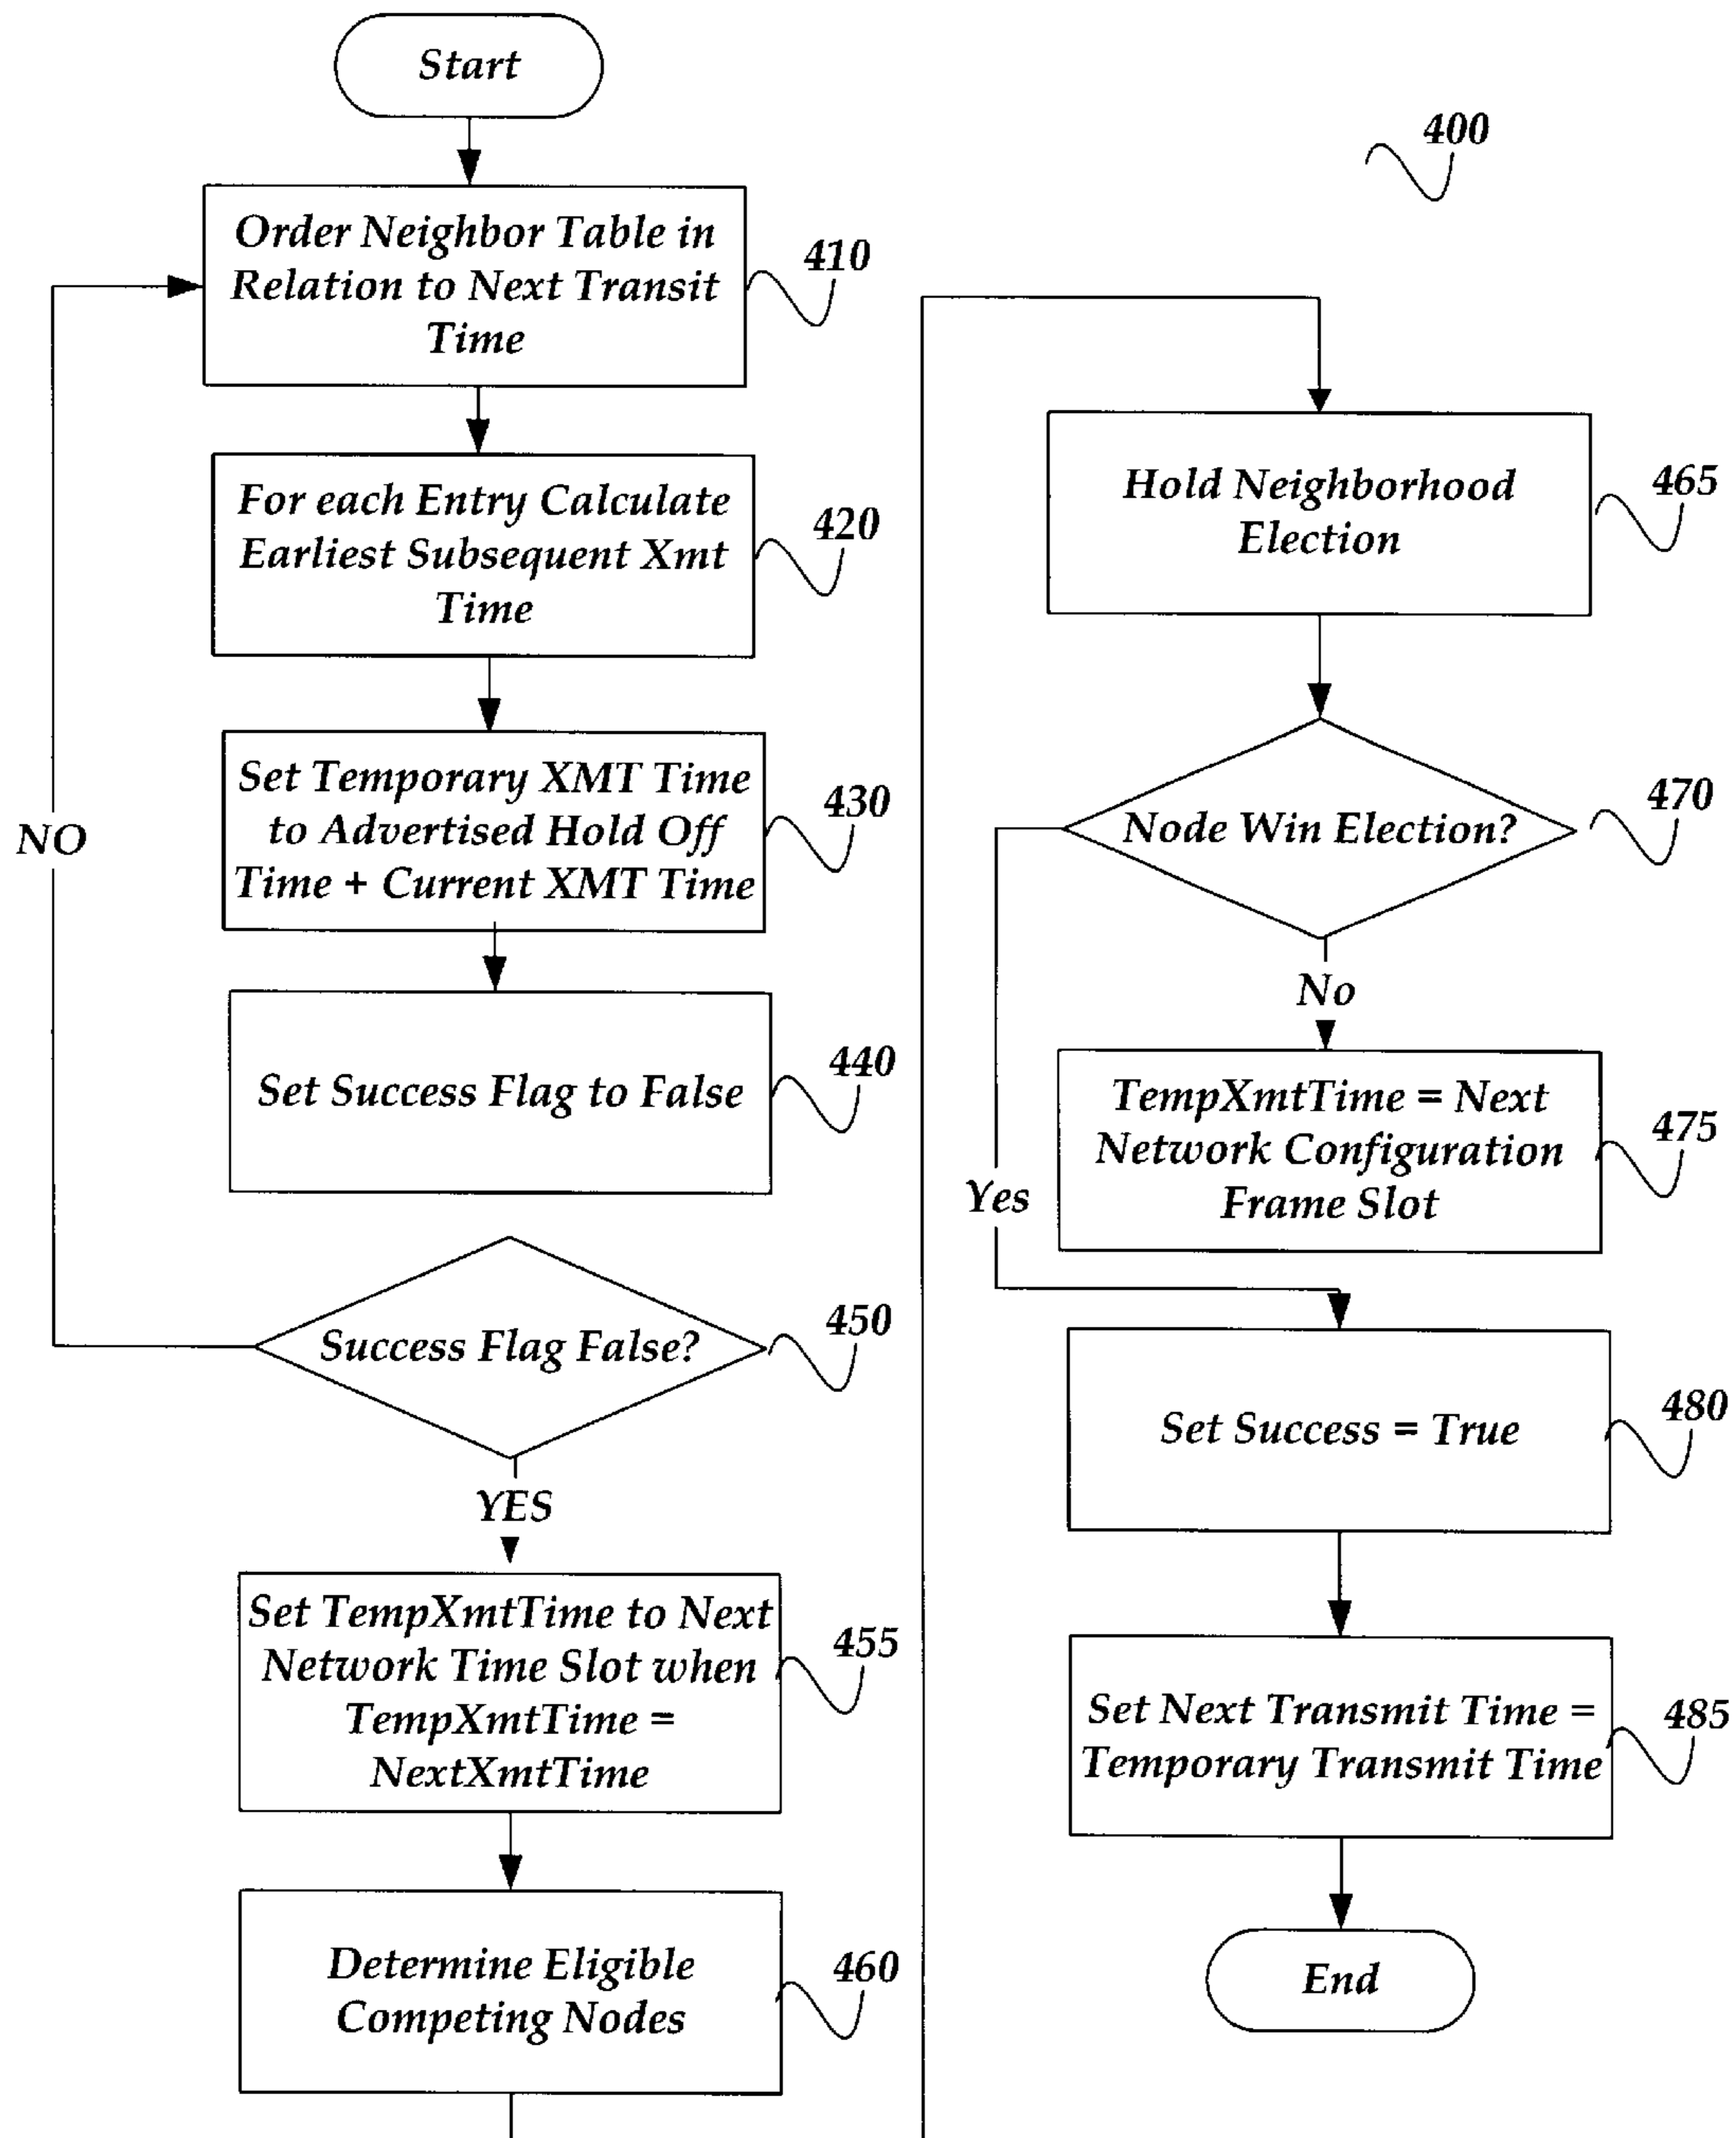 Start
400
Order Neighbor Table in
Relation to Next Transit
Time
410
For each Entry Calculate
Earliest Subsequent Xmt
Time
420
Set Temporary XMT Time
to Advertised Hold Off
Time + Current XMT Time
430
NO
Set Success Flag to False
440
Success Flag False?
450
YES
Set TempXmtTime to Next
Network Time Slot when
TempXmtTime =
NextXmtTime
455
Determine Eligible
Competing Nodes
460
Hold Neighborhood
Election
465
Node Win Election?
470
No
TempXmtTime = Next
Network Configuration
Frame Slot
475
Yes
Set Success = True
480
Set Next Transmit Time =
Temporary Transmit Time
485
End